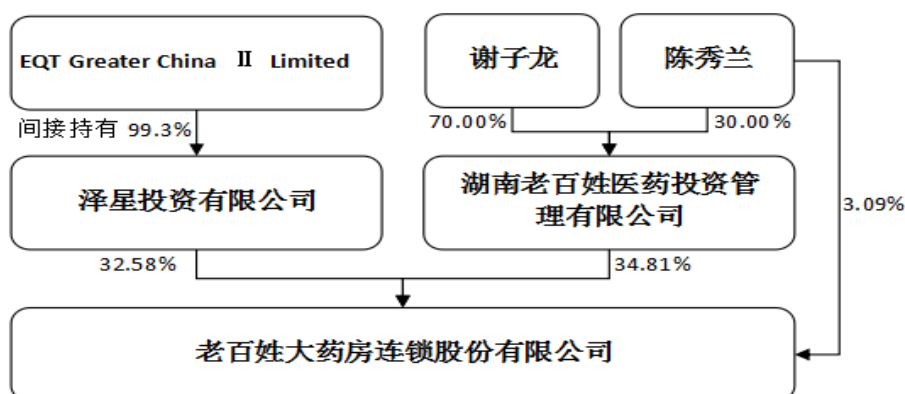 EQT Greater China Ⅱ Limited
谢子龙
陈秀兰
间接持有 99.3%
70.00%
30.00%
泽星投资有限公司
湖南老百姓医药投资管
理有限公司
3.09%
32.58%
34.81%
老百姓大药房连锁股份有限公司